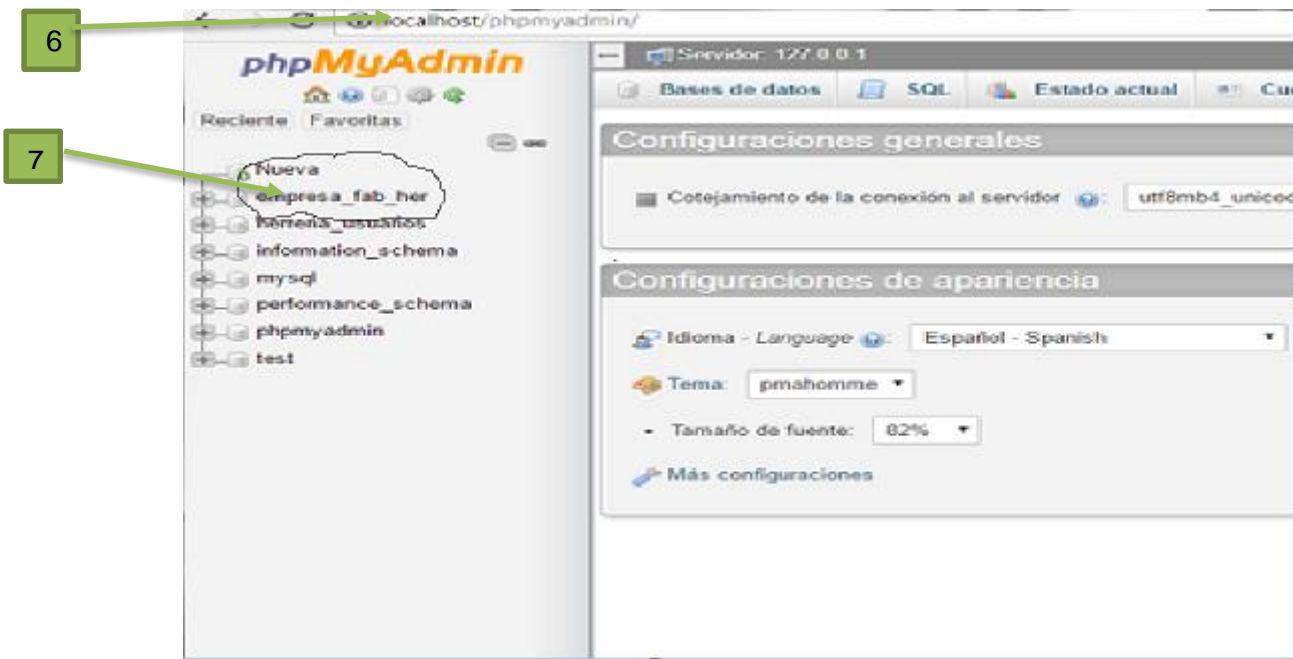 6
localhost/phpmyadmin/
phpMyAdmin
Servidor: 127.0.0.1
Bases de datos SQL Estado actual
Reciente Favoritas
Configuraciones generales
7
Nueva
empresa_fab_her
Cotejamiento de la conexión al servidor : utf8mb4_unicod
herreria_usuarios
information_schema
mysql
Configuraciones de apariencia
performance_schema
phpmyadmin
Idioma - Language : Español - Spanish
test
Tema: pmahomme
Tamaño de fuente: 82%
Más configuraciones